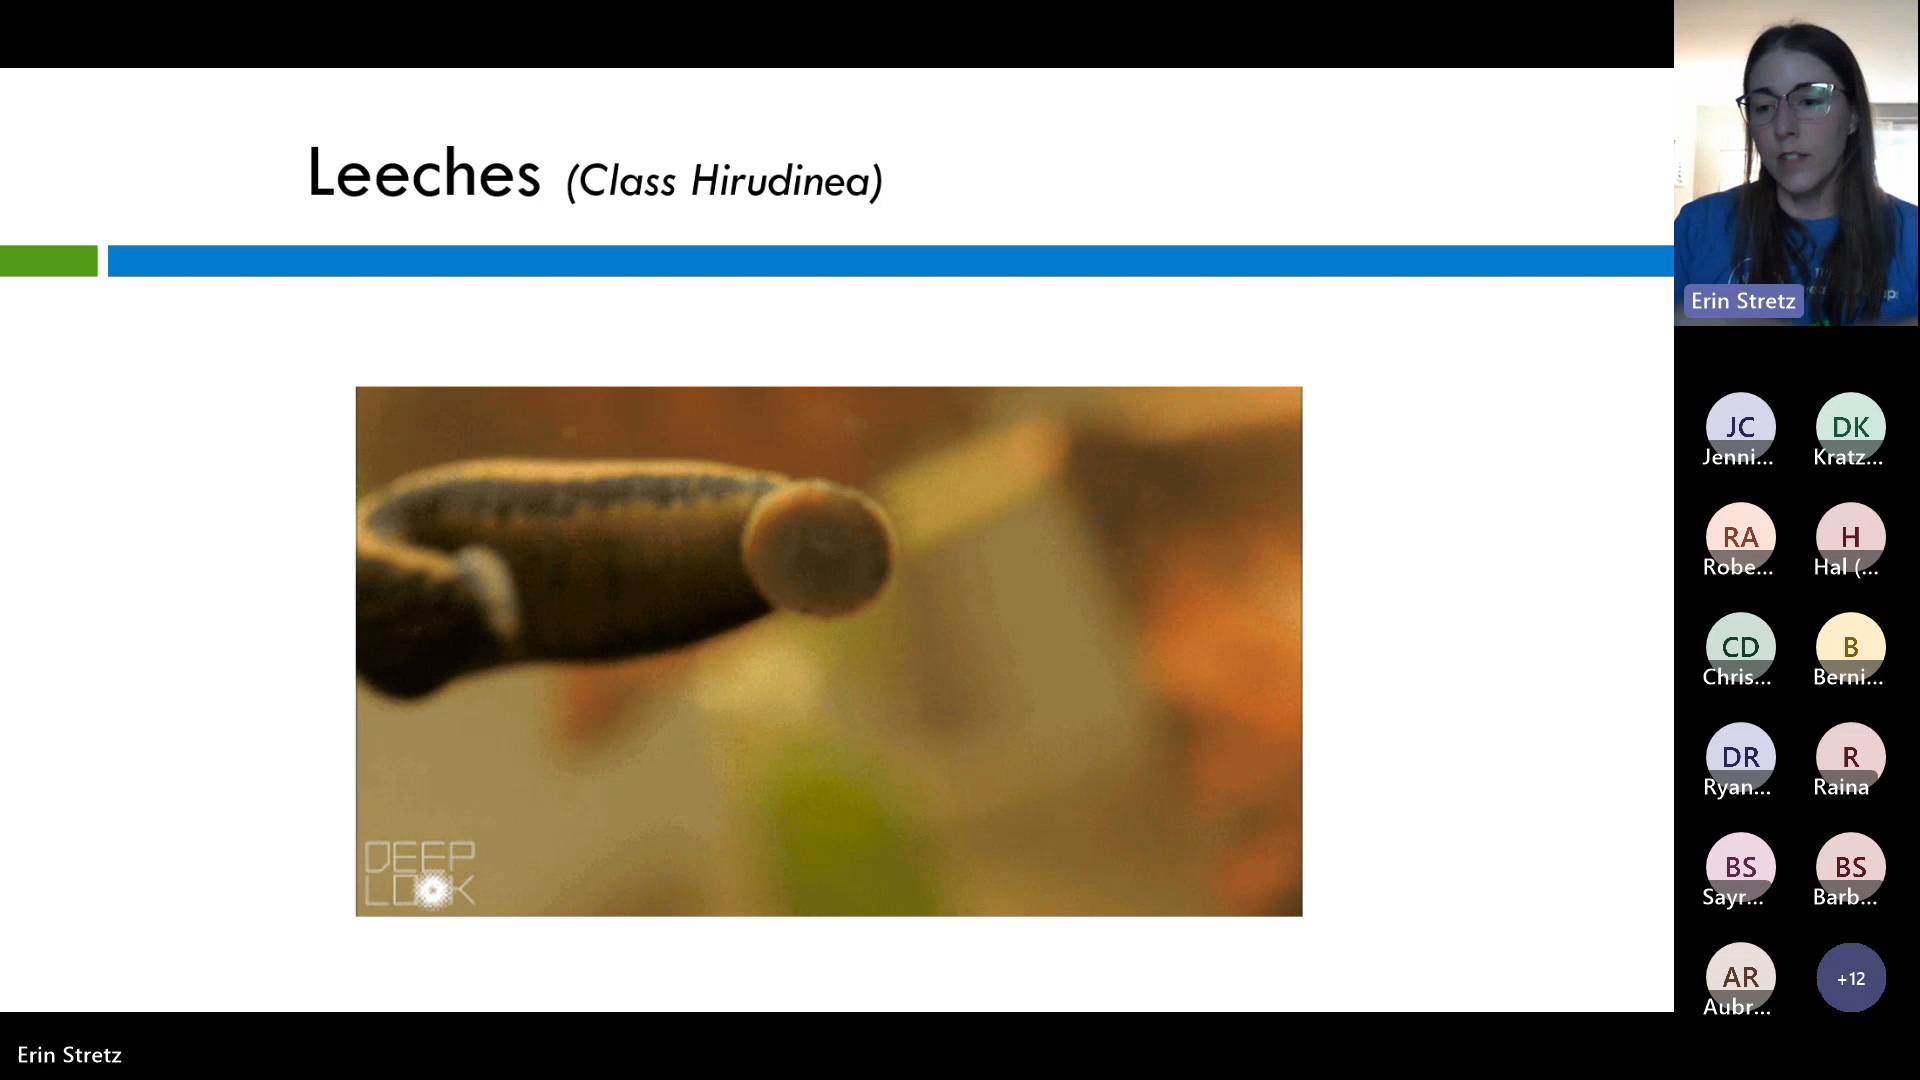 Leeches (Class Hirudinea)
DEEP
LOOK
Erin Stretz
JC
Jenni...
DK
Kratz...
RA
Robe...
H
Hal (...
CD
Chris...
B
Berni...
DR
Ryan...
R
Raina
BS
Sayr...
BS
Barb...
AR
Aubr...
+12
Erin Stretz